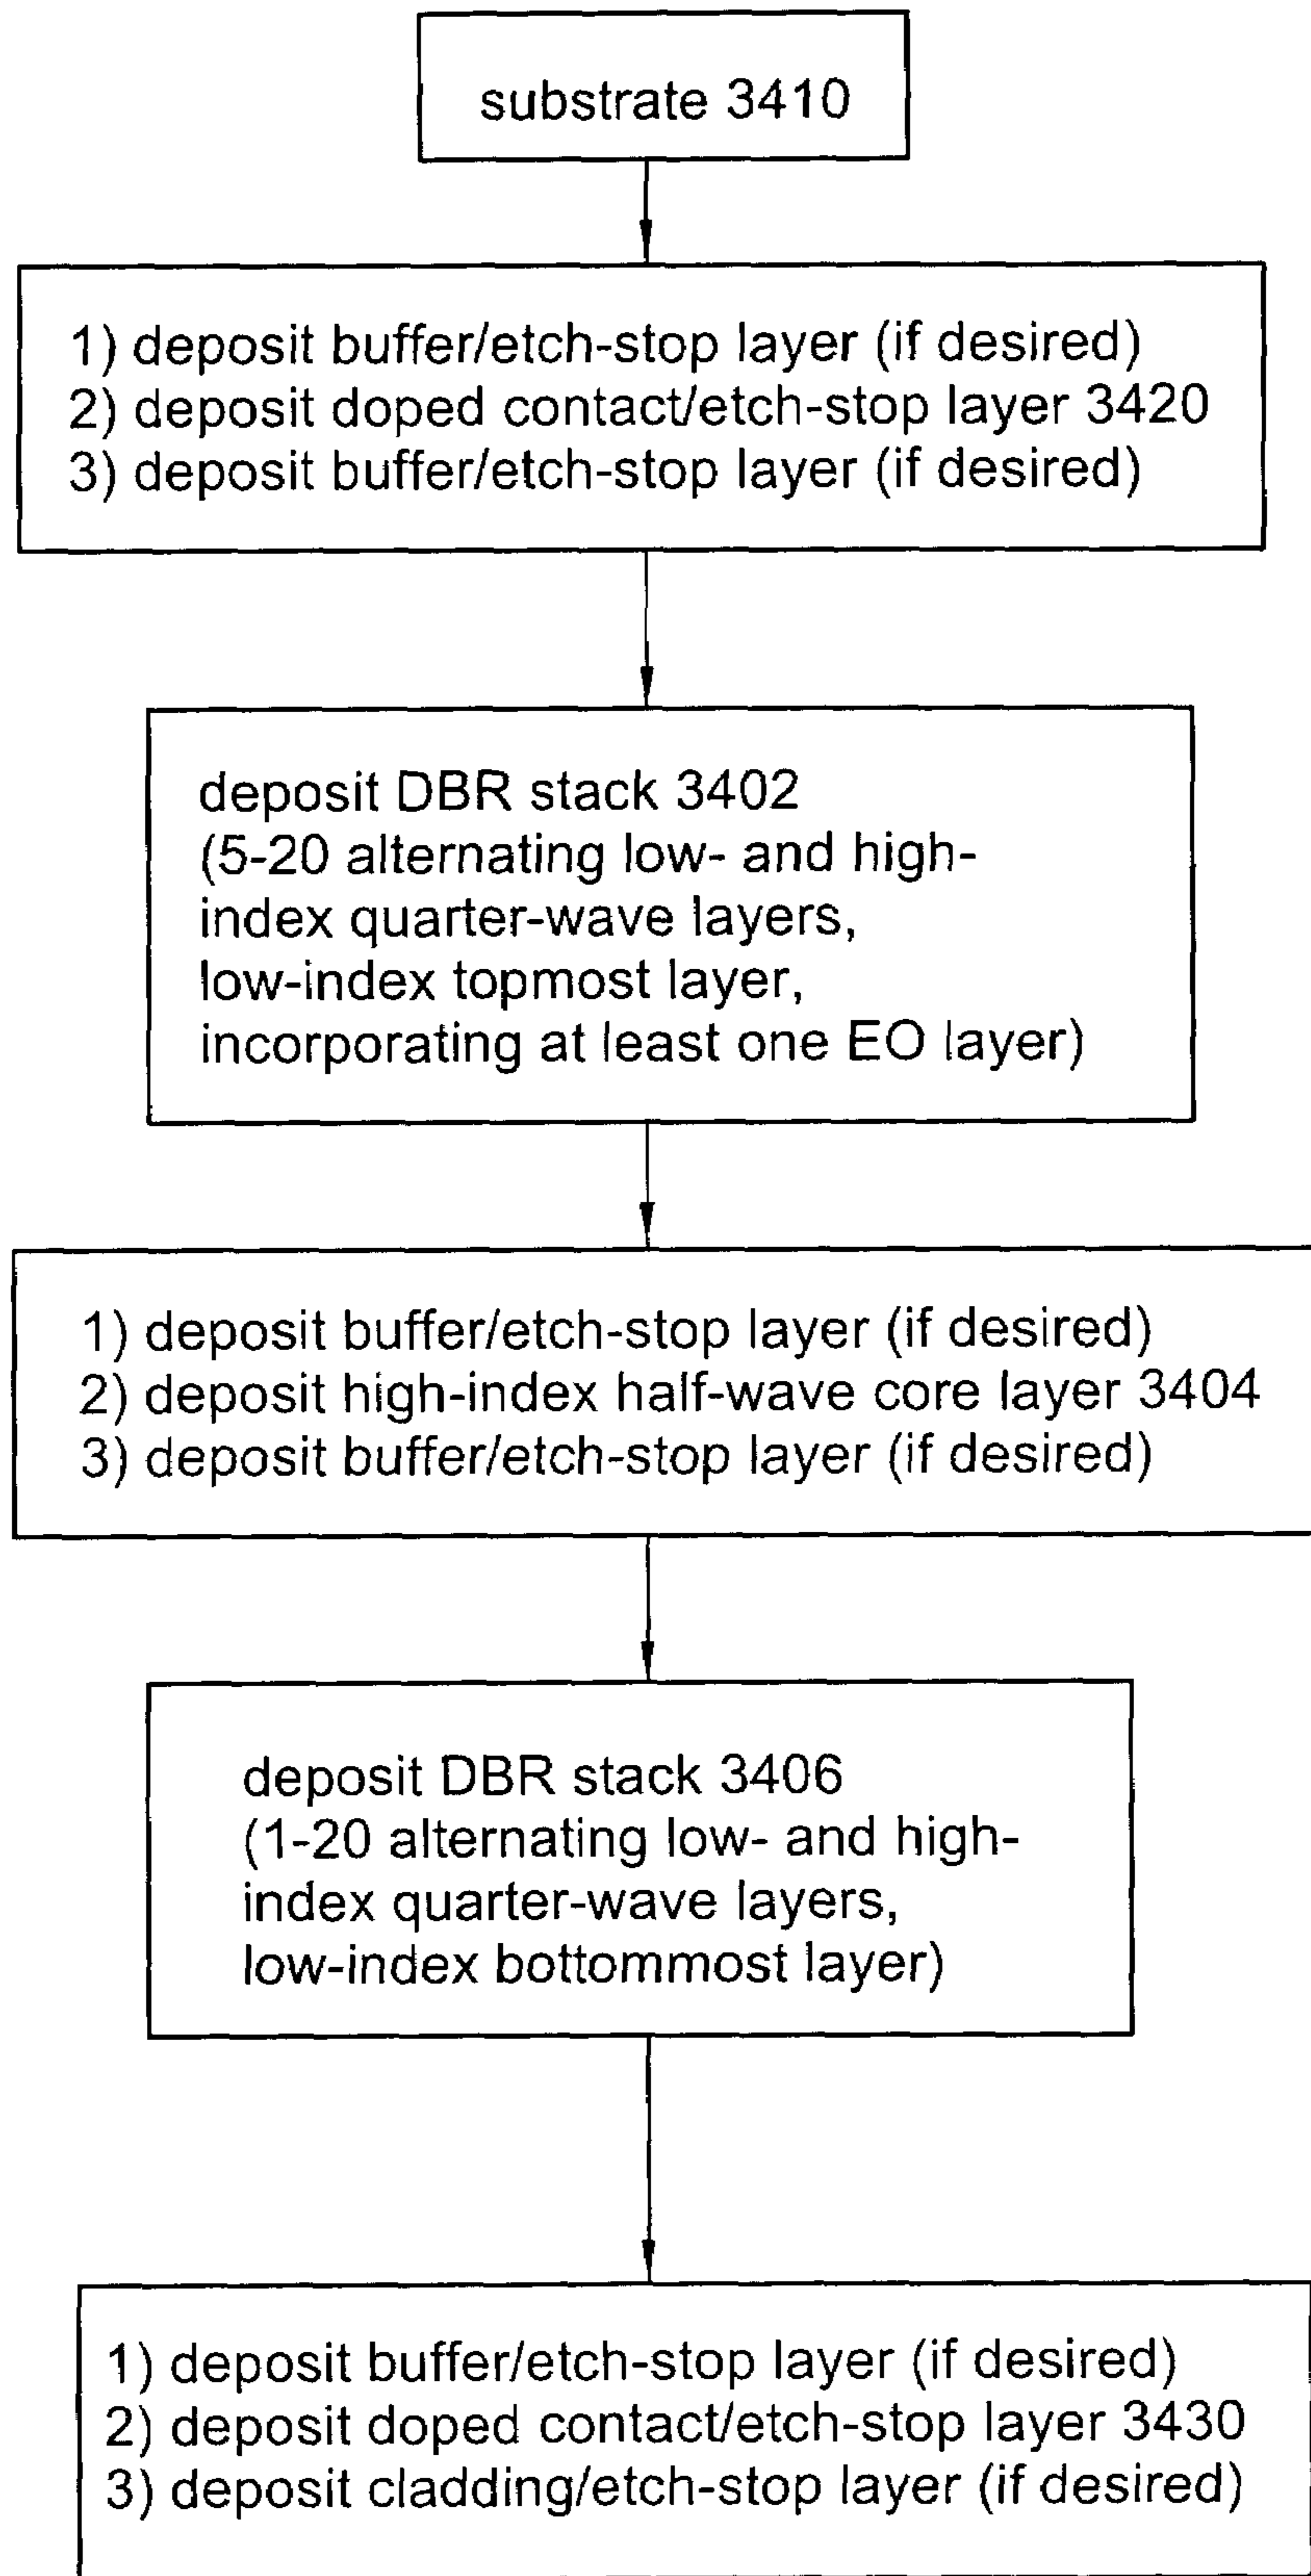 substrate 3410
1) deposit buffer/etch-stop layer (if desired)
2) deposit doped contact/etch-stop layer 3420
3) deposit buffer/etch-stop layer (if desired)
deposit DBR stack 3402
(5-20 alternating low- and high-
index quarter-wave layers,
low-index topmost layer,
incorporating at least one EO layer)
1) deposit buffer/etch-stop layer (if desired)
2) deposit high-index half-wave core layer 3404
3) deposit buffer/etch-stop layer (if desired)
deposit DBR stack 3406
(1-20 alternating low- and high-
index quarter-wave layers,
low-index bottommost layer)
1) deposit buffer/etch-stop layer (if desired)
2) deposit doped contact/etch-stop layer 3430
3) deposit cladding/etch-stop layer (if desired)